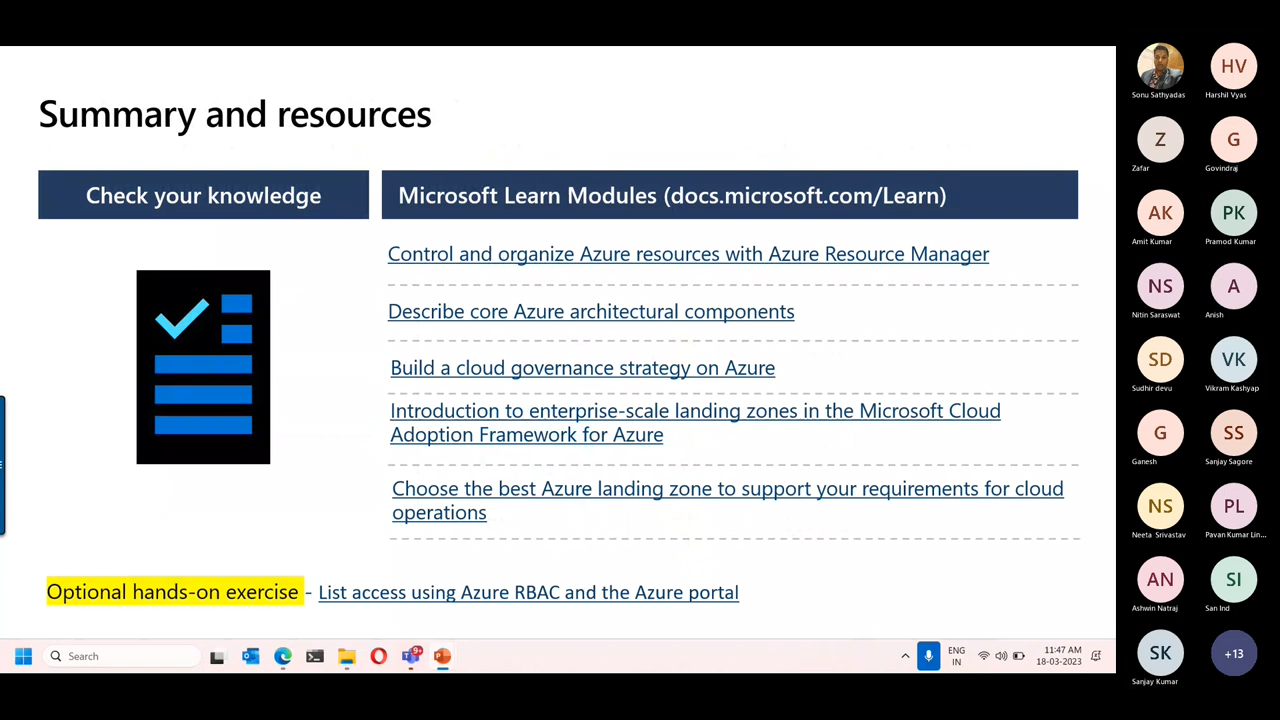 Summary and resources
Check your knowledge
Microsoft Learn Modules (docs.microsoft.com/Learn)
Control and organize Azure resources with Azure Resource Manager
Describe core Azure architectural components
Build a cloud governance strategy on Azure
Introduction to enterprise-scale landing zones in the Microsoft Cloud
Adoption Framework for Azure
Choose the best Azure landing zone to support your requirements for cloud
operations
Optional hands-on exercise - List access using Azure RBAC and the Azure portal
Search
9+
ENG
IN
11:47 AM
18-03-2023
HV
Sonu Sathyadas
Harshil Vyas
Z
G
Zafar
Govindraj
AK
PK
Amit Kumar
Pramod Kumar
NS
A
Nitin Saraswat
Anish
SD
VK
Sudhir devu
Vikram Kashyap
G
SS
Ganesh
Sanjay Sagore
NS
PL
Neeta Srivastav
Pavan Kumar Lin...
AN
SI
Ashwin Natraj
San Ind
SK
+13
Sanjay Kumar